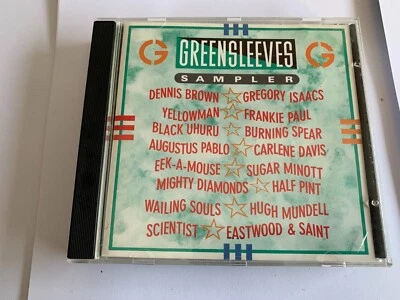 G GREENSLEEVES G
SAMPLER
DENNIS BROWN ☆ GREGORY ISAACS
YELLOWMAN ☆ FRANKIE PAUL
BLACK UHURU ☆ BURNING SPEAR
AUGUSTUS PABLO ☆ CARLENE DAVIS
EEK-A-MOUSE ☆ SUGAR MINOTT
MIGHTY DIAMONDS ☆ HALF PINT
WAILING SOULS ☆ HUGH MUNDELL
SCIENTIST ☆ EASTWOOD & SAINT